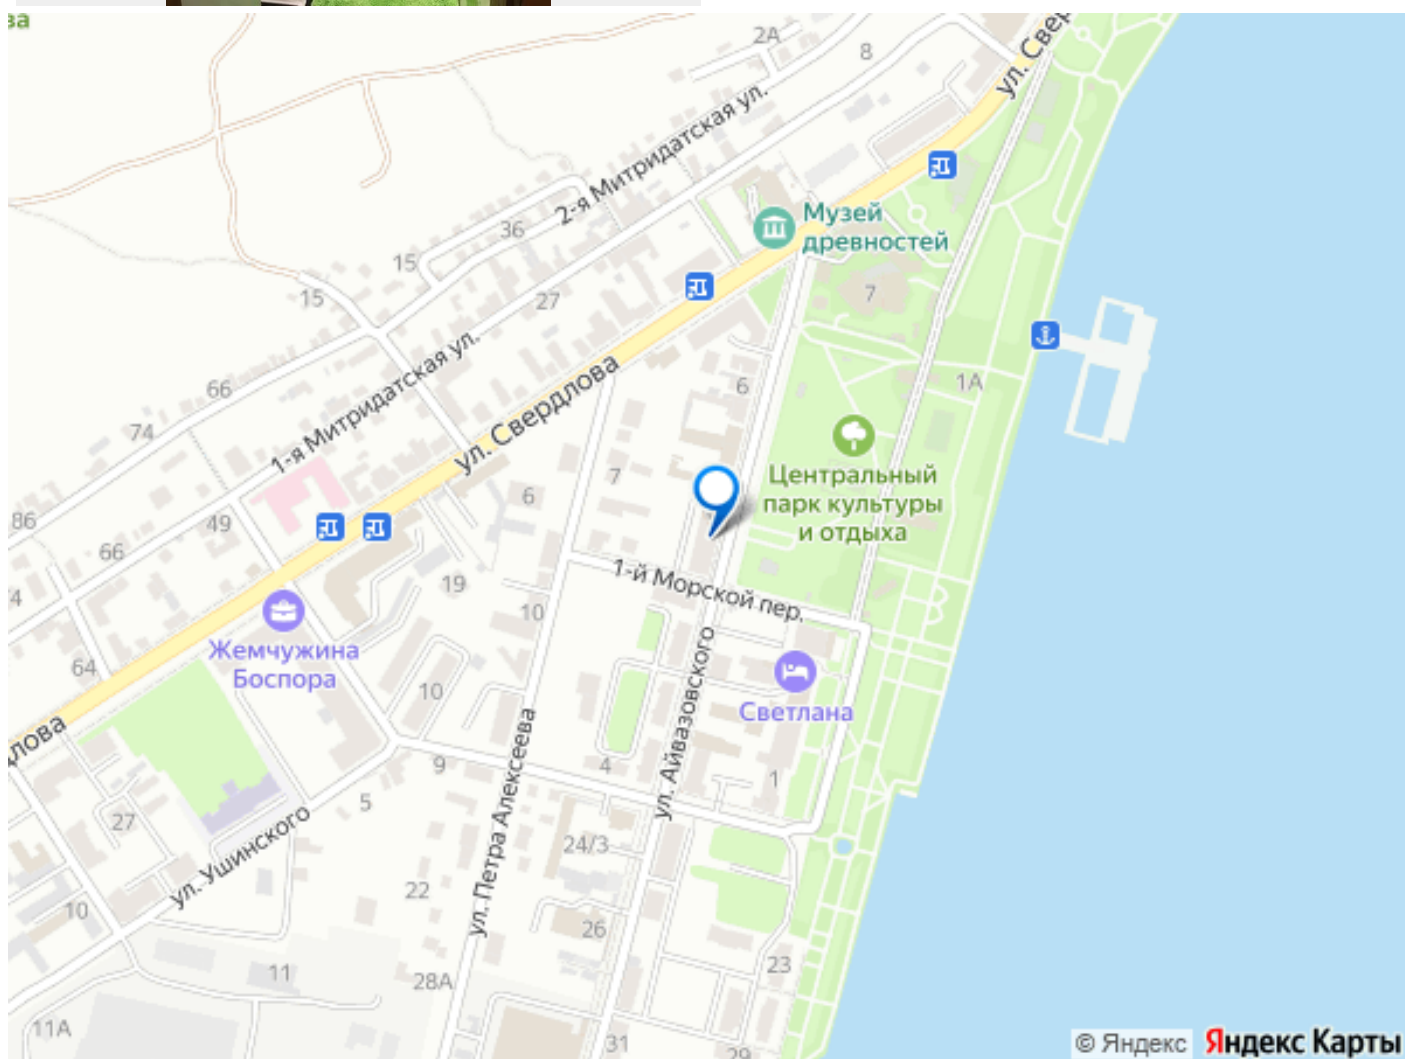 ва
2А
8
ул. Свер
2-я Митридатская ул.
Музей
древностей
36
15
15
27
7
1-я Митридатская ул.
66
6
1А
ул. Свердлова
74
Центральный
парк культуры
и отдыха
7
6
86
49
66
19
1-й Морской пер.
4
10
Жемчужина
Боспора
64
10
Светлана
ул. Айвазовского
длова
ул. Петра Алексеева
9
4
1
5
27
ул. Ушинского
24/3
22
10
26
11
28А
23
11А
31
29
© Яндекс Яндекс Карты